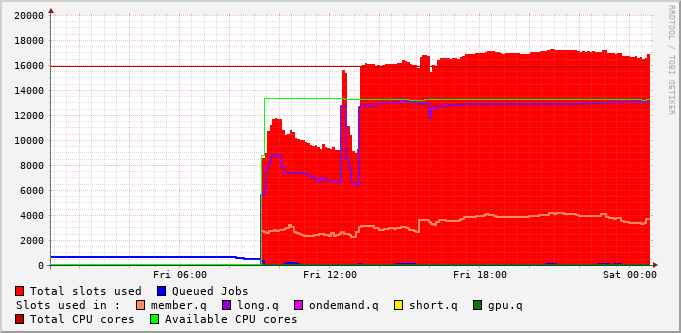 20000
18000
16000
14000
12000
10000
8000
6000
4000
2000
0
Fri 06:00 Fri 12:00 Fri 18:00 Sat 00:00
Total slots used Queued Jobs
Slots used in : member.q long.q ondemand.q short.q gpu.q
Total CPU cores Available CPU cores
RRDTOOL / TOBI OETIKER